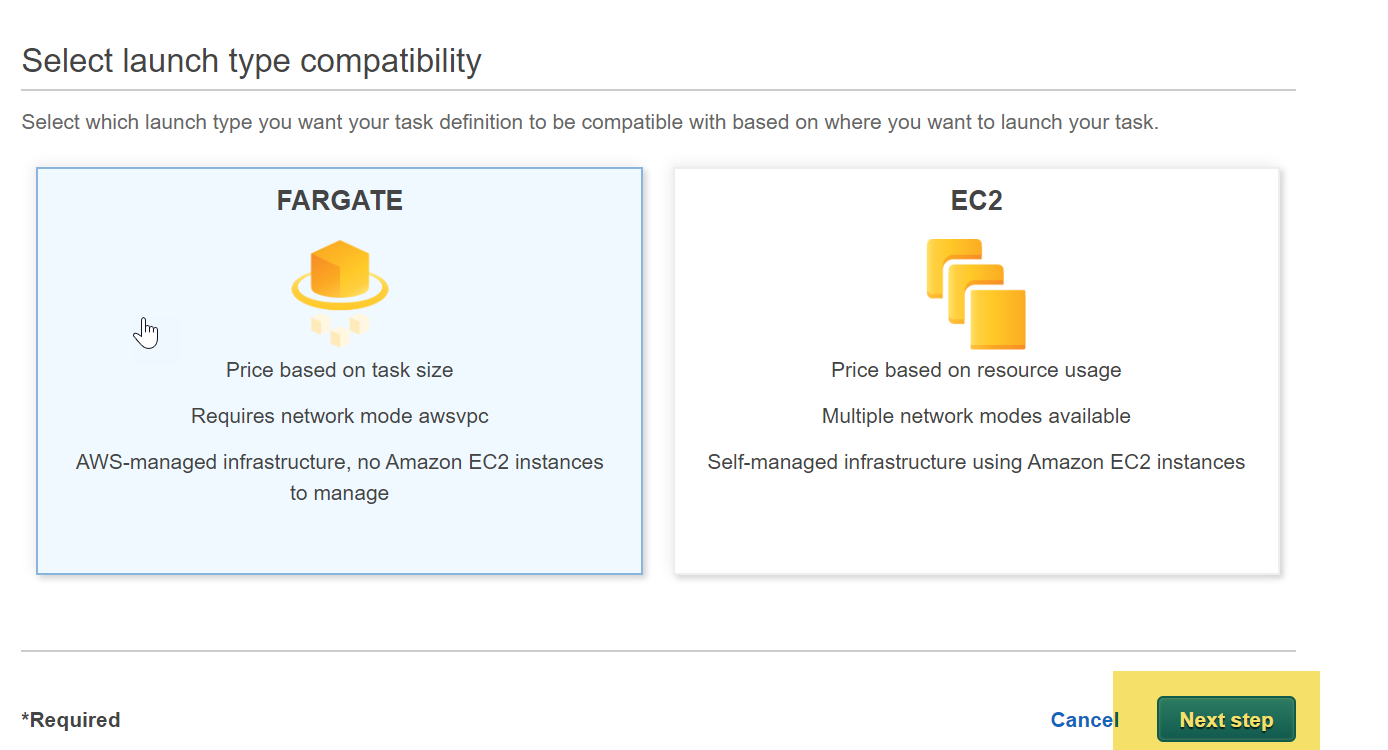 Select launch type compatibility
Select which launch type you want your task definition to be compatible with based on where you want to launch your task.
FARGATE
Price based on task size
Requires network mode awsvpc
AWS-managed infrastructure, no Amazon EC2 instances
to manage
EC2
Price based on resource usage
Multiple network modes available
Self-managed infrastructure using Amazon EC2 instances
*Required
Cancel
Next step